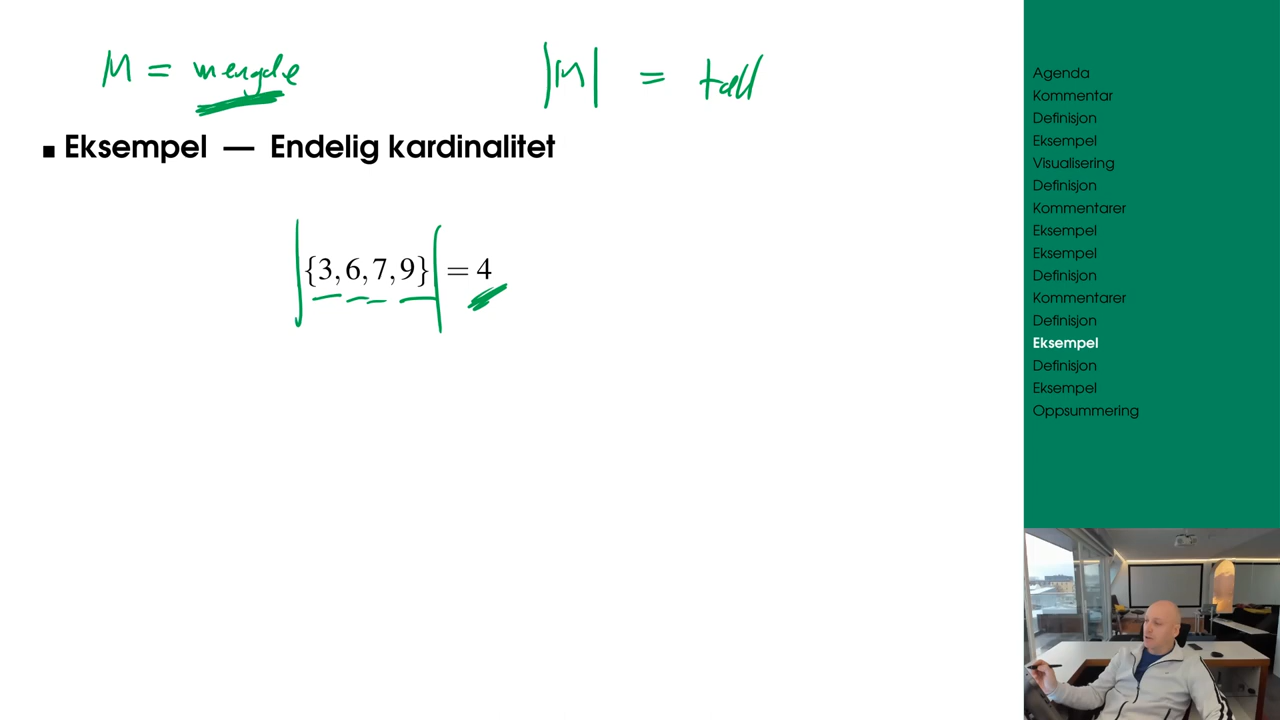 M = mengde
|M| = tall
■ Eksempel — Endelig kardinalitet
|{3,6,7,9}| = 4
Agenda
Kommentar
Definisjon
Eksempel
Visualisering
Definisjon
Kommentarer
Eksempel
Eksempel
Definisjon
Kommentarer
Definisjon
Eksempel
Definisjon
Eksempel
Oppsummering